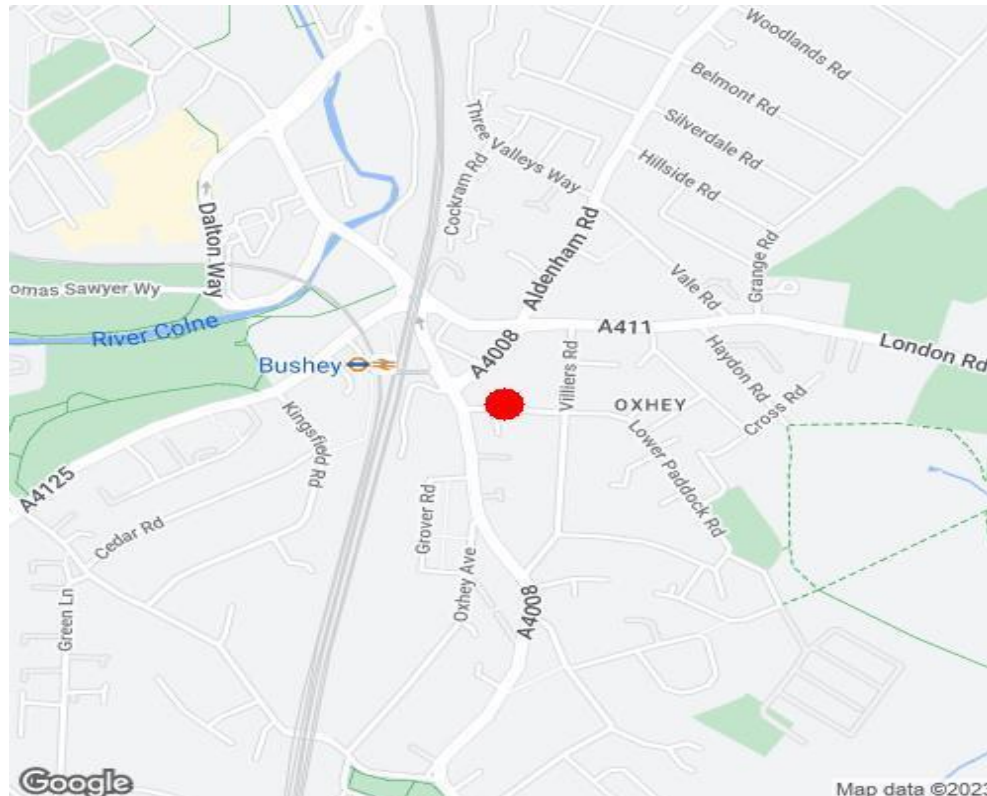 Woodlands Rd
Belmont Rd
Silverdale Rd
Hillside Rd
Three Valleys Way
Cockram Rd
Aldenham Rd
Dalton Way
Grange Rd
Vale Rd
omas Sawyer Wy
River Colne
A411
London Rd
Bushey
A4008
Villiers Rd
Haydon Rd
OXHEY
Cross Rd
Kingsfield Rd
Lower Paddock Rd
A4125
Cedar Rd
Grover Rd
Oxhey Ave
A4008
Green Ln
Google
Map data ©2023